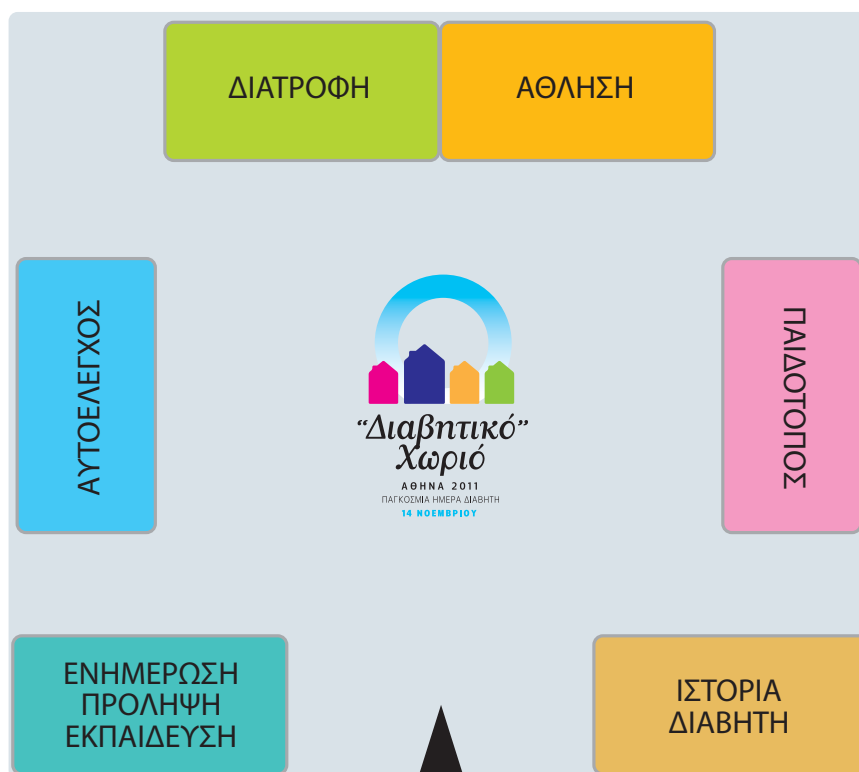 ΔΙΑΤΡΟΦΗ
ΑΘΛΗΣΗ
ΑΥΤΟΕΛΕΓΧΟΣ
ΠΑΙΔΟΤΟΠΟΣ
“Διαβητικό”
Χωριό
ΑΘΗΝΑ 2011
ΠΑΓΚΟΣΜΙΑ ΗΜΕΡΑ ΔΙΑΒΗΤΗ
14 ΝΟΕΜΒΡΙΟΥ
ΕΝΗΜΕΡΩΣΗ
ΠΡΟΛΗΨΗ
ΕΚΠΑΙΔΕΥΣΗ
ΙΣΤΟΡΙΑ
ΔΙΑΒΗΤΗ